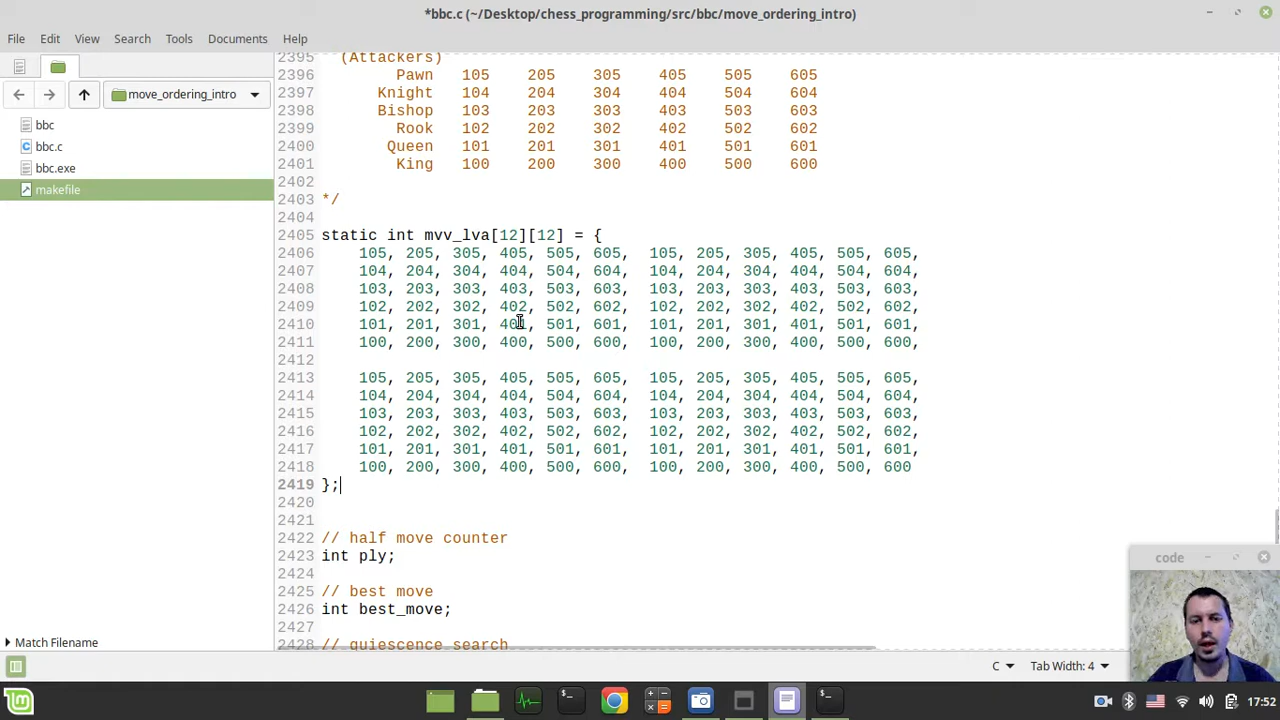 *bbc.c (~/Desktop/chess_programming/src/bbc/move_ordering_intro)
File Edit View Search Tools Documents Help
move_ordering_intro
bbc
bbc.c
bbc.exe
makefile
Match Filename
2395 (Attackers)
2396 Pawn 105 205 305 405 505 605
2397 Knight 104 204 304 404 504 604
2398 Bishop 103 203 303 403 503 603
2399 Rook 102 202 302 402 502 602
2400 Queen 101 201 301 401 501 601
2401 King 100 200 300 400 500 600
2402
2403 */
2404
2405 static int mvv_lva[12][12] = {
2406 105, 205, 305, 405, 505, 605, 105, 205, 305, 405, 505, 605,
2407 104, 204, 304, 404, 504, 604, 104, 204, 304, 404, 504, 604,
2408 103, 203, 303, 403, 503, 603, 103, 203, 303, 403, 503, 603,
2409 102, 202, 302, 402, 502, 602, 102, 202, 302, 402, 502, 602,
2410 101, 201, 301, 401, 501, 601, 101, 201, 301, 401, 501, 601,
2411 100, 200, 300, 400, 500, 600, 100, 200, 300, 400, 500, 600,
2412
2413 105, 205, 305, 405, 505, 605, 105, 205, 305, 405, 505, 605,
2414 104, 204, 304, 404, 504, 604, 104, 204, 304, 404, 504, 604,
2415 103, 203, 303, 403, 503, 603, 103, 203, 303, 403, 503, 603,
2416 102, 202, 302, 402, 502, 602, 102, 202, 302, 402, 502, 602,
2417 101, 201, 301, 401, 501, 601, 101, 201, 301, 401, 501, 601,
2418 100, 200, 300, 400, 500, 600, 100, 200, 300, 400, 500, 600
2419 };
2420
2421
2422 // half move counter
2423 int ply;
2424
2425 // best move
2426 int best_move;
2427
2428 // quiescence search
code
C Tab Width: 4
17:52